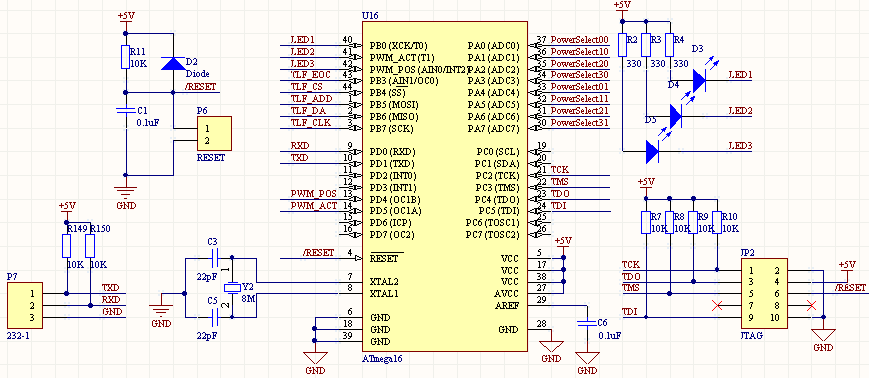 +5V
R11
10K
D2
Diode
/RESET
C1
0.1uF
P6
1
2
RESET
GND
+5V
R149
R150
10K
10K
P7
1
2
3
TXD
RXD
GND
232-1
C3
22pF
1
Y2
8M
2
C5
22pF
GND
U16
LED1 40 PB0 (XCK/T0)
LED2 41 PWM_ACT(T1)
LED3 42 PWM_POS (AIN0/INT2)
TLF_EOC 43 PB3 (AIN1/OC0)
TLF_CS 44 PB4 (SS)
TLF_ADD 1 PB5 (MOSI)
TLF_DA 2 PB6 (MISO)
TLF_CLK 3 PB7 (SCK)
RXD 9 PD0 (RXD)
TXD 10 PD1 (TXD)
11 PD2 (INT0)
12 PD3 (INT1)
PWM_POS 13 PD4 (OC1B)
PWM_ACT 14 PD5 (OC1A)
15 PD6 (ICP)
16 PD7 (OC2)
/RESET 4 RESET
7 XTAL2
8 XTAL1
6 GND
18 GND
39 GND
GND
PA0 (ADC0) 37 PowerSelect00
PA1 (ADC1) 36 PowerSelect10
PA2 (ADC2) 35 PowerSelect20
PA3 (ADC3) 34 PowerSelect30
PA4 (ADC4) 33 PowerSelect01
PA5 (ADC5) 32 PowerSelect11
PA6 (ADC6) 31 PowerSelect21
PA7 (ADC7) 30 PowerSelect31
PC0 (SCL) 19
PC1 (SDA) 20
PC2 (TCK) 21 TCK
PC3 (TMS) 22 TMS
PC4 (TDO) 23 TDO
PC5 (TDI) 24 TDI
PC6 (TOSC1) 25
PC7 (TOSC2) 26
VCC 5
VCC 17
VCC 38
AVCC 27
AREF 29
GND 28
+5V
C6
0.1uF
GND
GND
ATmega16
+5V
R2
R3
R4
330
330
330
D3
D4
D5
LED1
LED2
LED3
+5V
R7
R8
R9
R10
10K
10K
10K
10K
JP2
TCK 1 2
TDO 3 4 +5V
TMS 5 6 /RESET
7 8
TDI 9 10
JTAG
GND